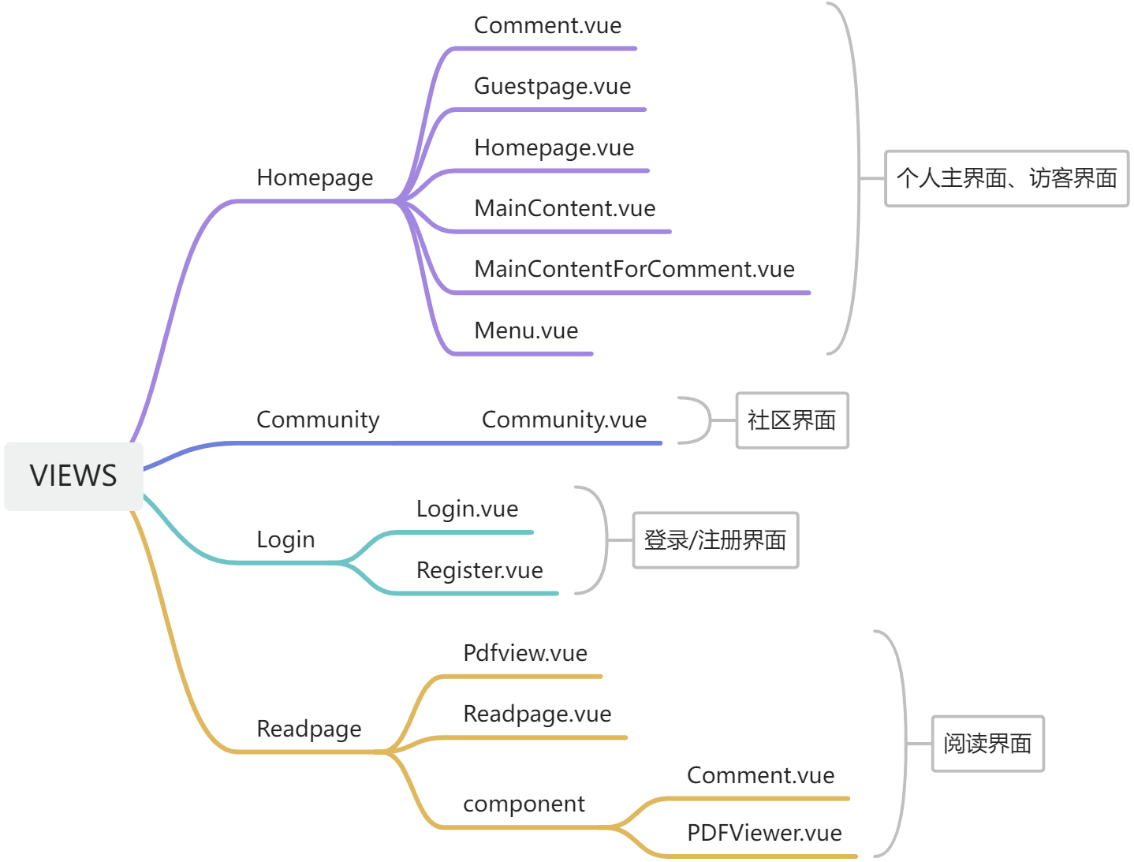 VIEWS
Homepage
Comment.vue
Guestpage.vue
Homepage.vue
MainContent.vue
MainContentForComment.vue
Menu.vue
个人主界面、访客界面
Community
Community.vue
社区界面
Login
Login.vue
Register.vue
登录/注册界面
Readpage
Pdfview.vue
Readpage.vue
component
Comment.vue
PDFViewer.vue
阅读界面